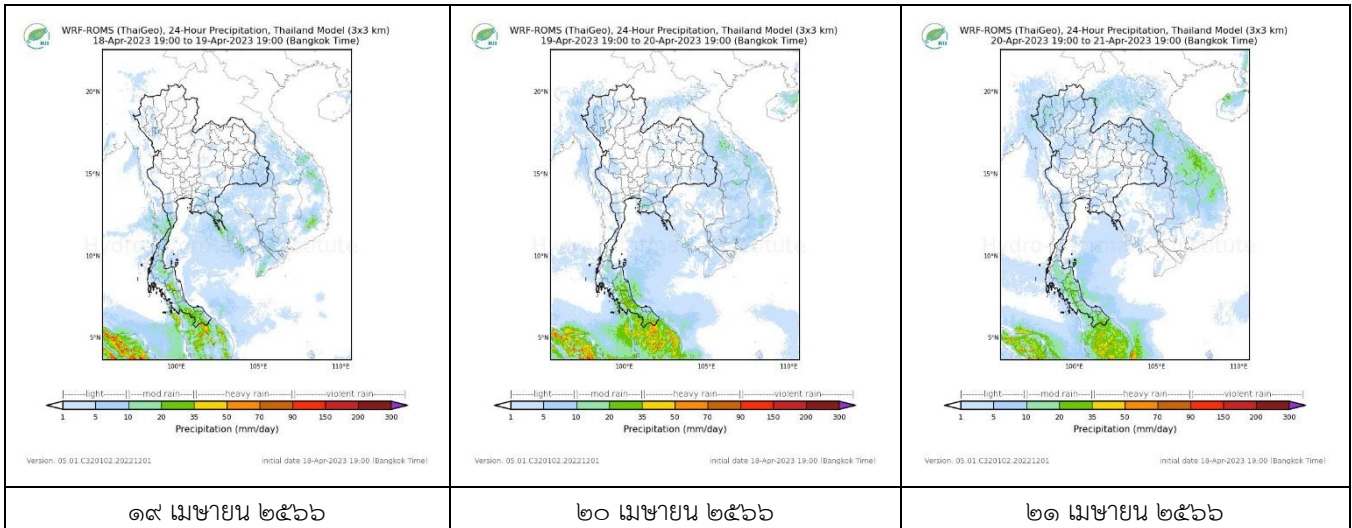 WRF-ROMS (ThaiGeo), 24-Hour Precipitation, Thailand Model (3x3 km)
18-Apr-2023 19:00 to 19-Apr-2023 19:00 (Bangkok Time)
HII
20°N
15°N
10°N
5°N
100°E 105°E 110°E
|------light------||---mod rain---||------heavy rain------||------violent rain------|
1 5 10 20 35 50 70 90 150 200 300
Precipitation (mm/day)
Version: 05.01.C320102.20221201 initial date 18-Apr-2023 19:00 (Bangkok Time)
๑๙ เมษายน ๒๕๖๖
WRF-ROMS (ThaiGeo), 24-Hour Precipitation, Thailand Model (3x3 km)
19-Apr-2023 19:00 to 20-Apr-2023 19:00 (Bangkok Time)
HII
20°N
15°N
10°N
5°N
100°E 105°E 110°E
|------light------||---mod rain---||------heavy rain------||------violent rain------|
1 5 10 20 35 50 70 90 150 200 300
Precipitation (mm/day)
Version: 05.01.C320102.20221201 initial date 18-Apr-2023 19:00 (Bangkok Time)
๒๐ เมษายน ๒๕๖๖
WRF-ROMS (ThaiGeo), 24-Hour Precipitation, Thailand Model (3x3 km)
20-Apr-2023 19:00 to 21-Apr-2023 19:00 (Bangkok Time)
HII
20°N
15°N
10°N
5°N
100°E 105°E 110°E
|------light------||---mod rain---||------heavy rain------||------violent rain------|
1 5 10 20 35 50 70 90 150 200 300
Precipitation (mm/day)
Version: 05.01.C320102.20221201 initial date 18-Apr-2023 19:00 (Bangkok Time)
๒๑ เมษายน ๒๕๖๖